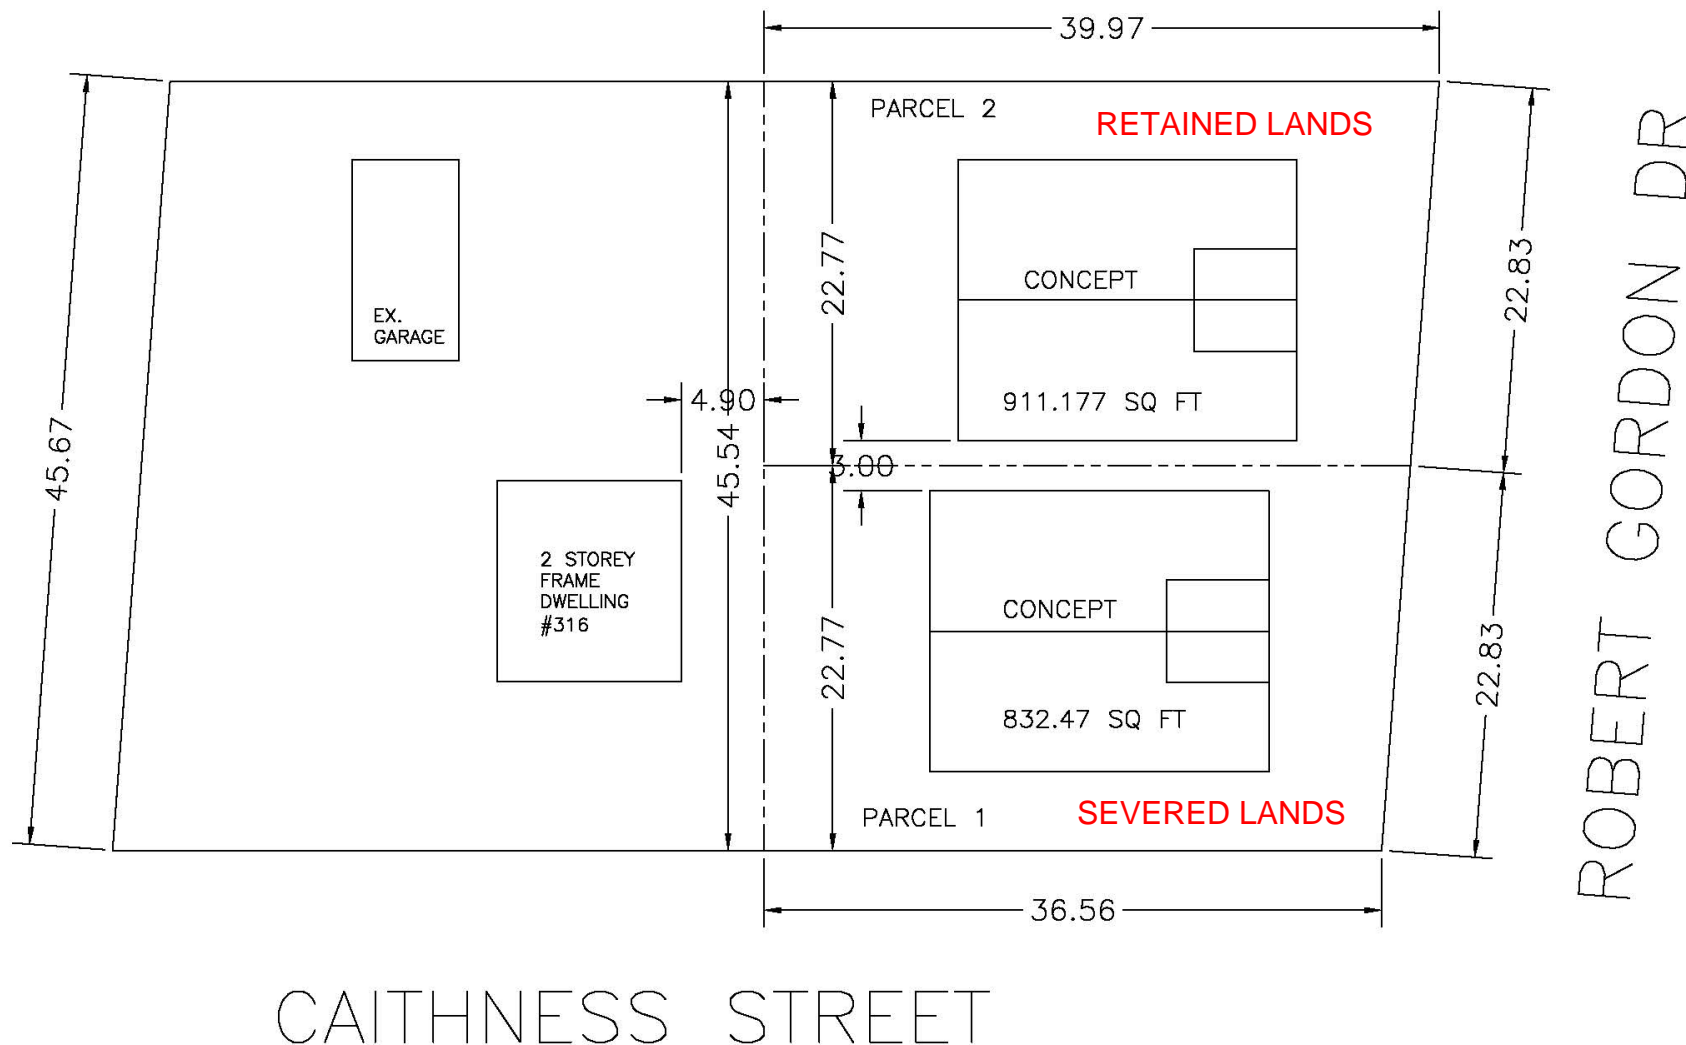 39.97
PARCEL 2
RETAINED LANDS
22.77
22.83
CONCEPT
EX.
GARAGE
4.90
911.177 SQ FT
45.67
45.54
3.00
2 STOREY
FRAME
DWELLING
#316
CONCEPT
22.77
22.83
832.47 SQ FT
PARCEL 1
SEVERED LANDS
36.56
ROBERT GORDON DR
CAITHNESS STREET